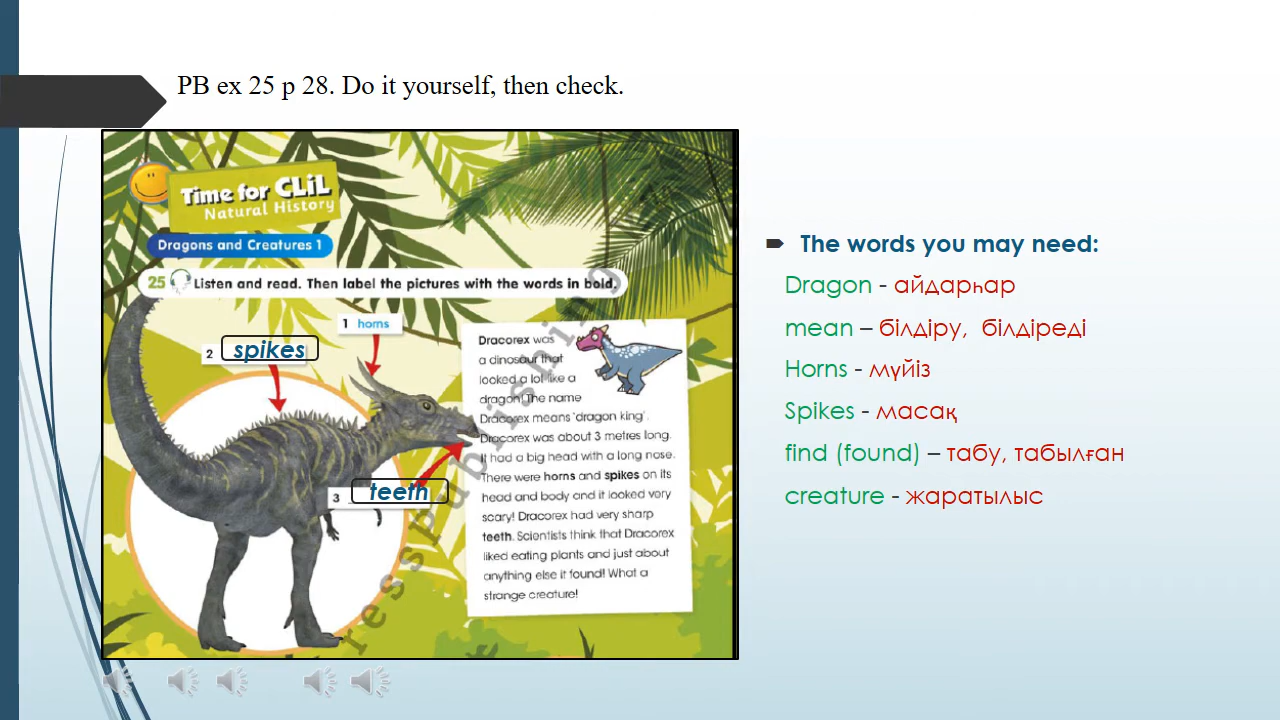 PB ex 25 p 28. Do it yourself, then check.
Time for CLIL
Natural History
Dragons and Creatures 1
25 Listen and read. Then label the pictures with the words in bold.
1 horns
2 spikes
3 teeth
Dracorex was
a dinosaur that
looked a lot like a
dragon! The name
Dracorex means 'dragon king'.
Dracorex was about 3 metres long.
It had a big head with a long nose.
There were horns and spikes on its
head and body and it looked very
scary! Dracorex had very sharp
teeth. Scientists think that Dracorex
liked eating plants and just about
anything else it found! What a
strange creature!
The words you may need:
Dragon - айдарһар
mean – білдіру, білдіреді
Horns - мүйіз
Spikes - масақ
find (found) – табу, табылған
creature - жаратылыс